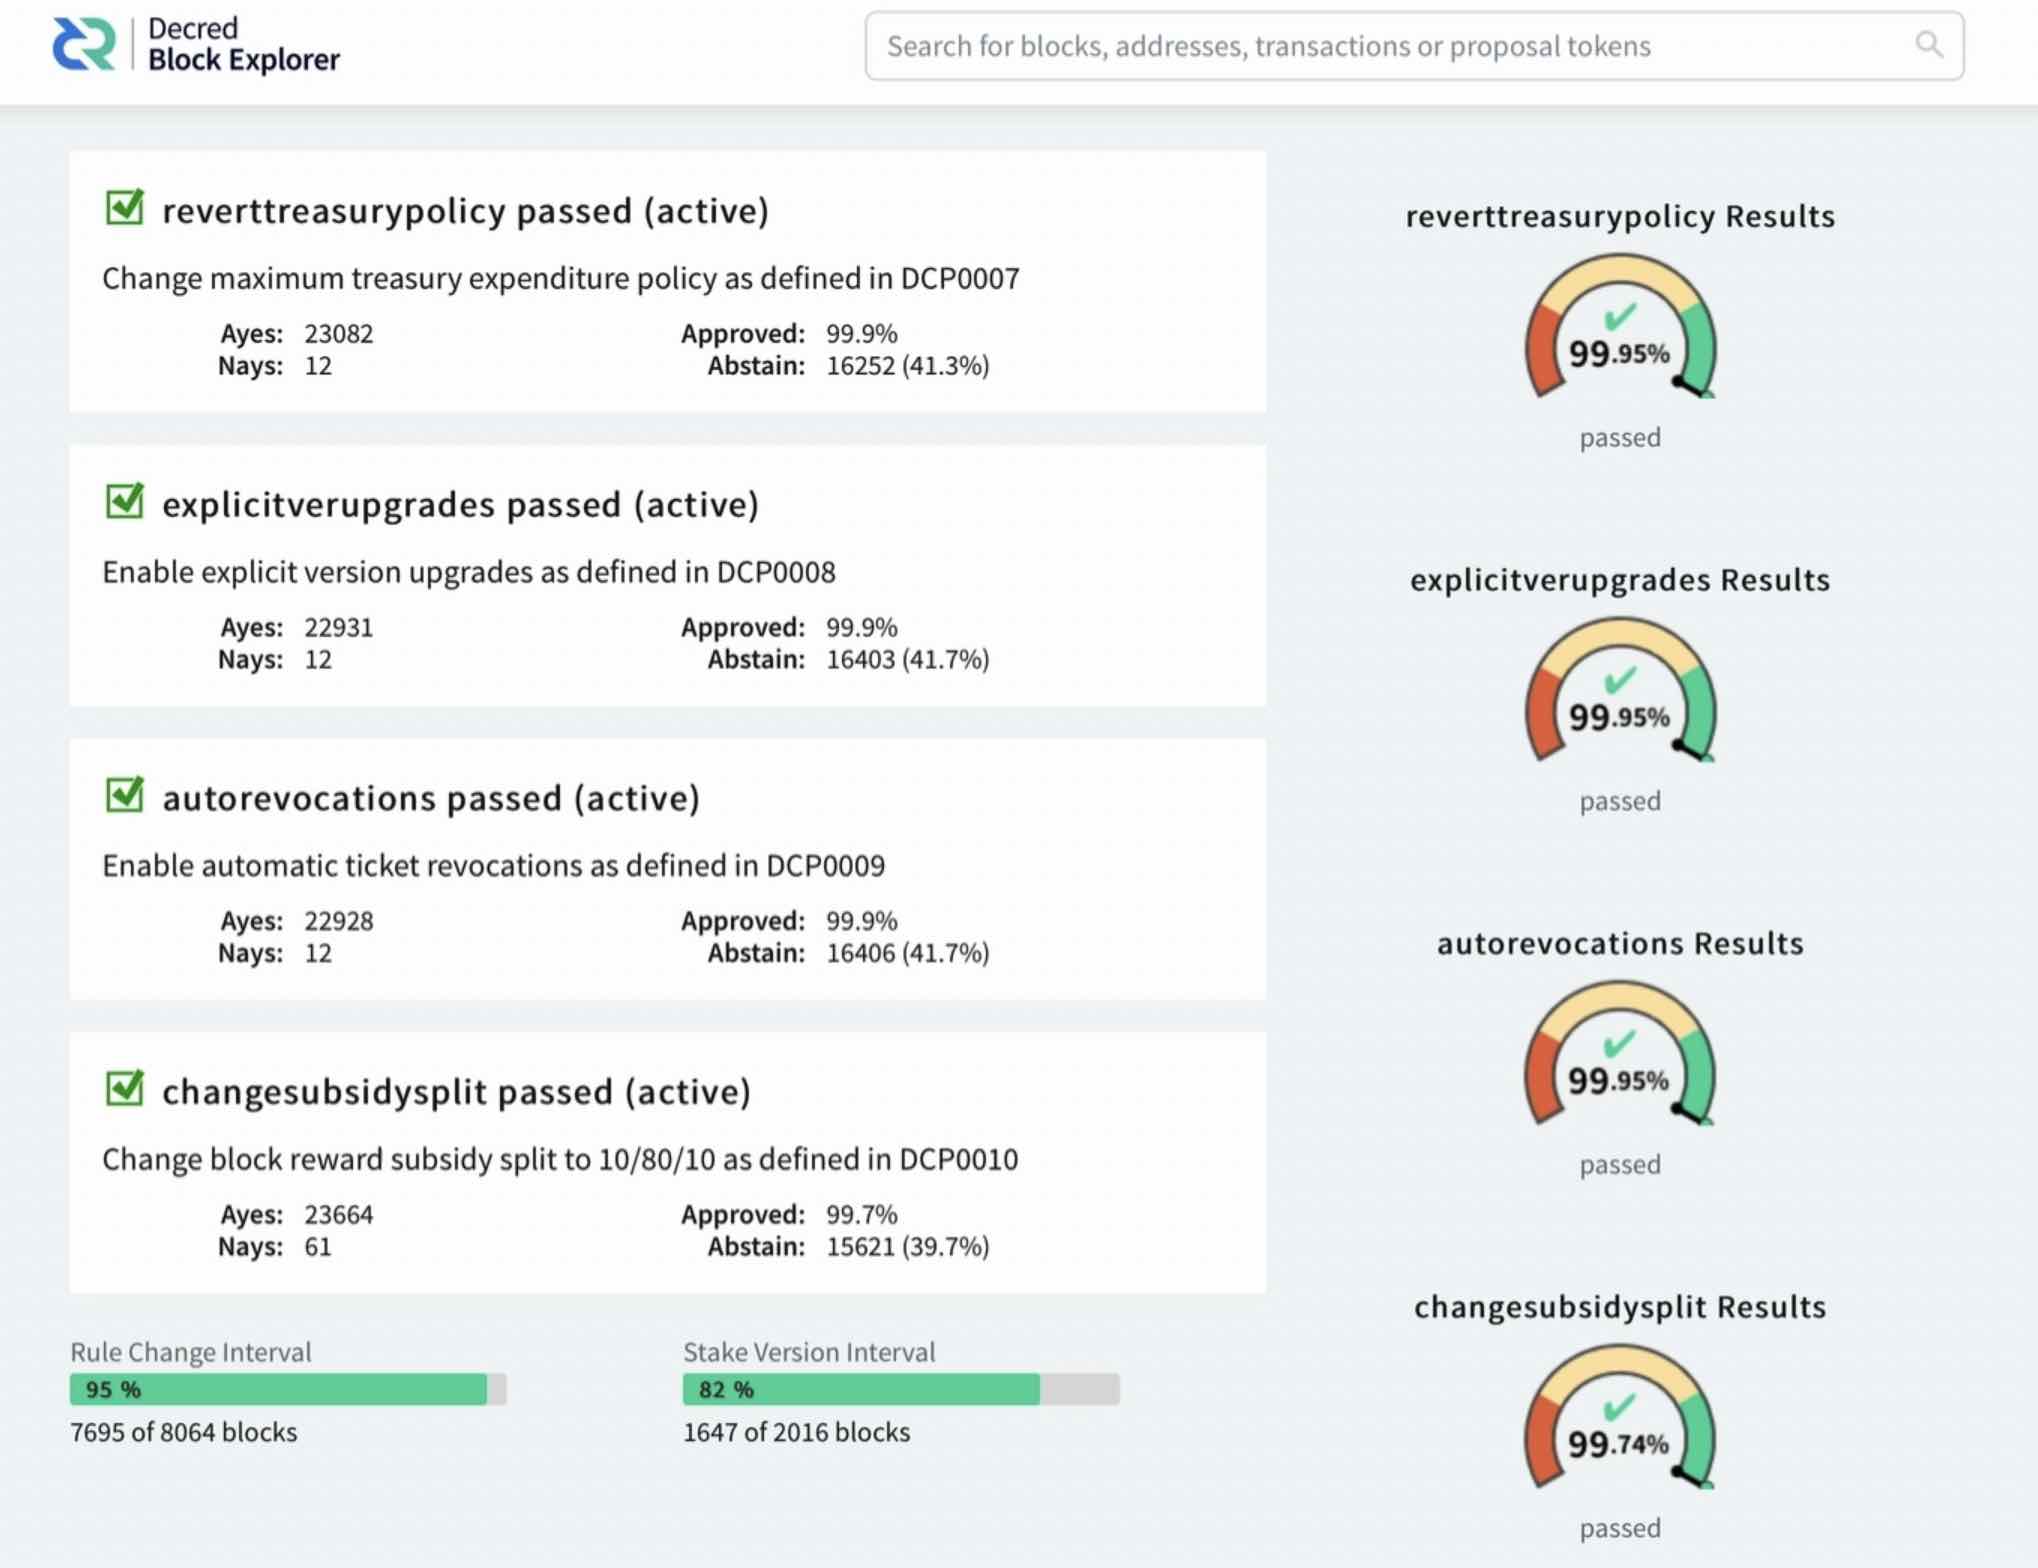 Decred
Block Explorer
Search for blocks, addresses, transactions or proposal tokens
reverttreasurypolicy passed (active)
Change maximum treasury expenditure policy as defined in DCP0007
Ayes: 23082 Approved: 99.9%
Nays: 12 Abstain: 16252 (41.3%)
explicitverupgrades passed (active)
Enable explicit version upgrades as defined in DCP0008
Ayes: 22931 Approved: 99.9%
Nays: 12 Abstain: 16403 (41.7%)
autorevocations passed (active)
Enable automatic ticket revocations as defined in DCP0009
Ayes: 22928 Approved: 99.9%
Nays: 12 Abstain: 16406 (41.7%)
changesubsidysplit passed (active)
Change block reward subsidy split to 10/80/10 as defined in DCP0010
Ayes: 23664 Approved: 99.7%
Nays: 61 Abstain: 15621 (39.7%)
Rule Change Interval
95 %
7695 of 8064 blocks
Stake Version Interval
82 %
1647 of 2016 blocks
reverttreasurypolicy Results
99.95%
passed
explicitverupgrades Results
99.95%
passed
autorevocations Results
99.95%
passed
changesubsidysplit Results
99.74%
passed